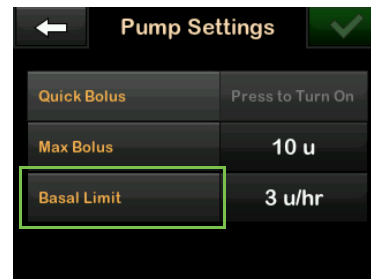 Pump Settings
Quick Bolus Press to Turn On
Max Bolus 10 u
Basal Limit 3 u/hr